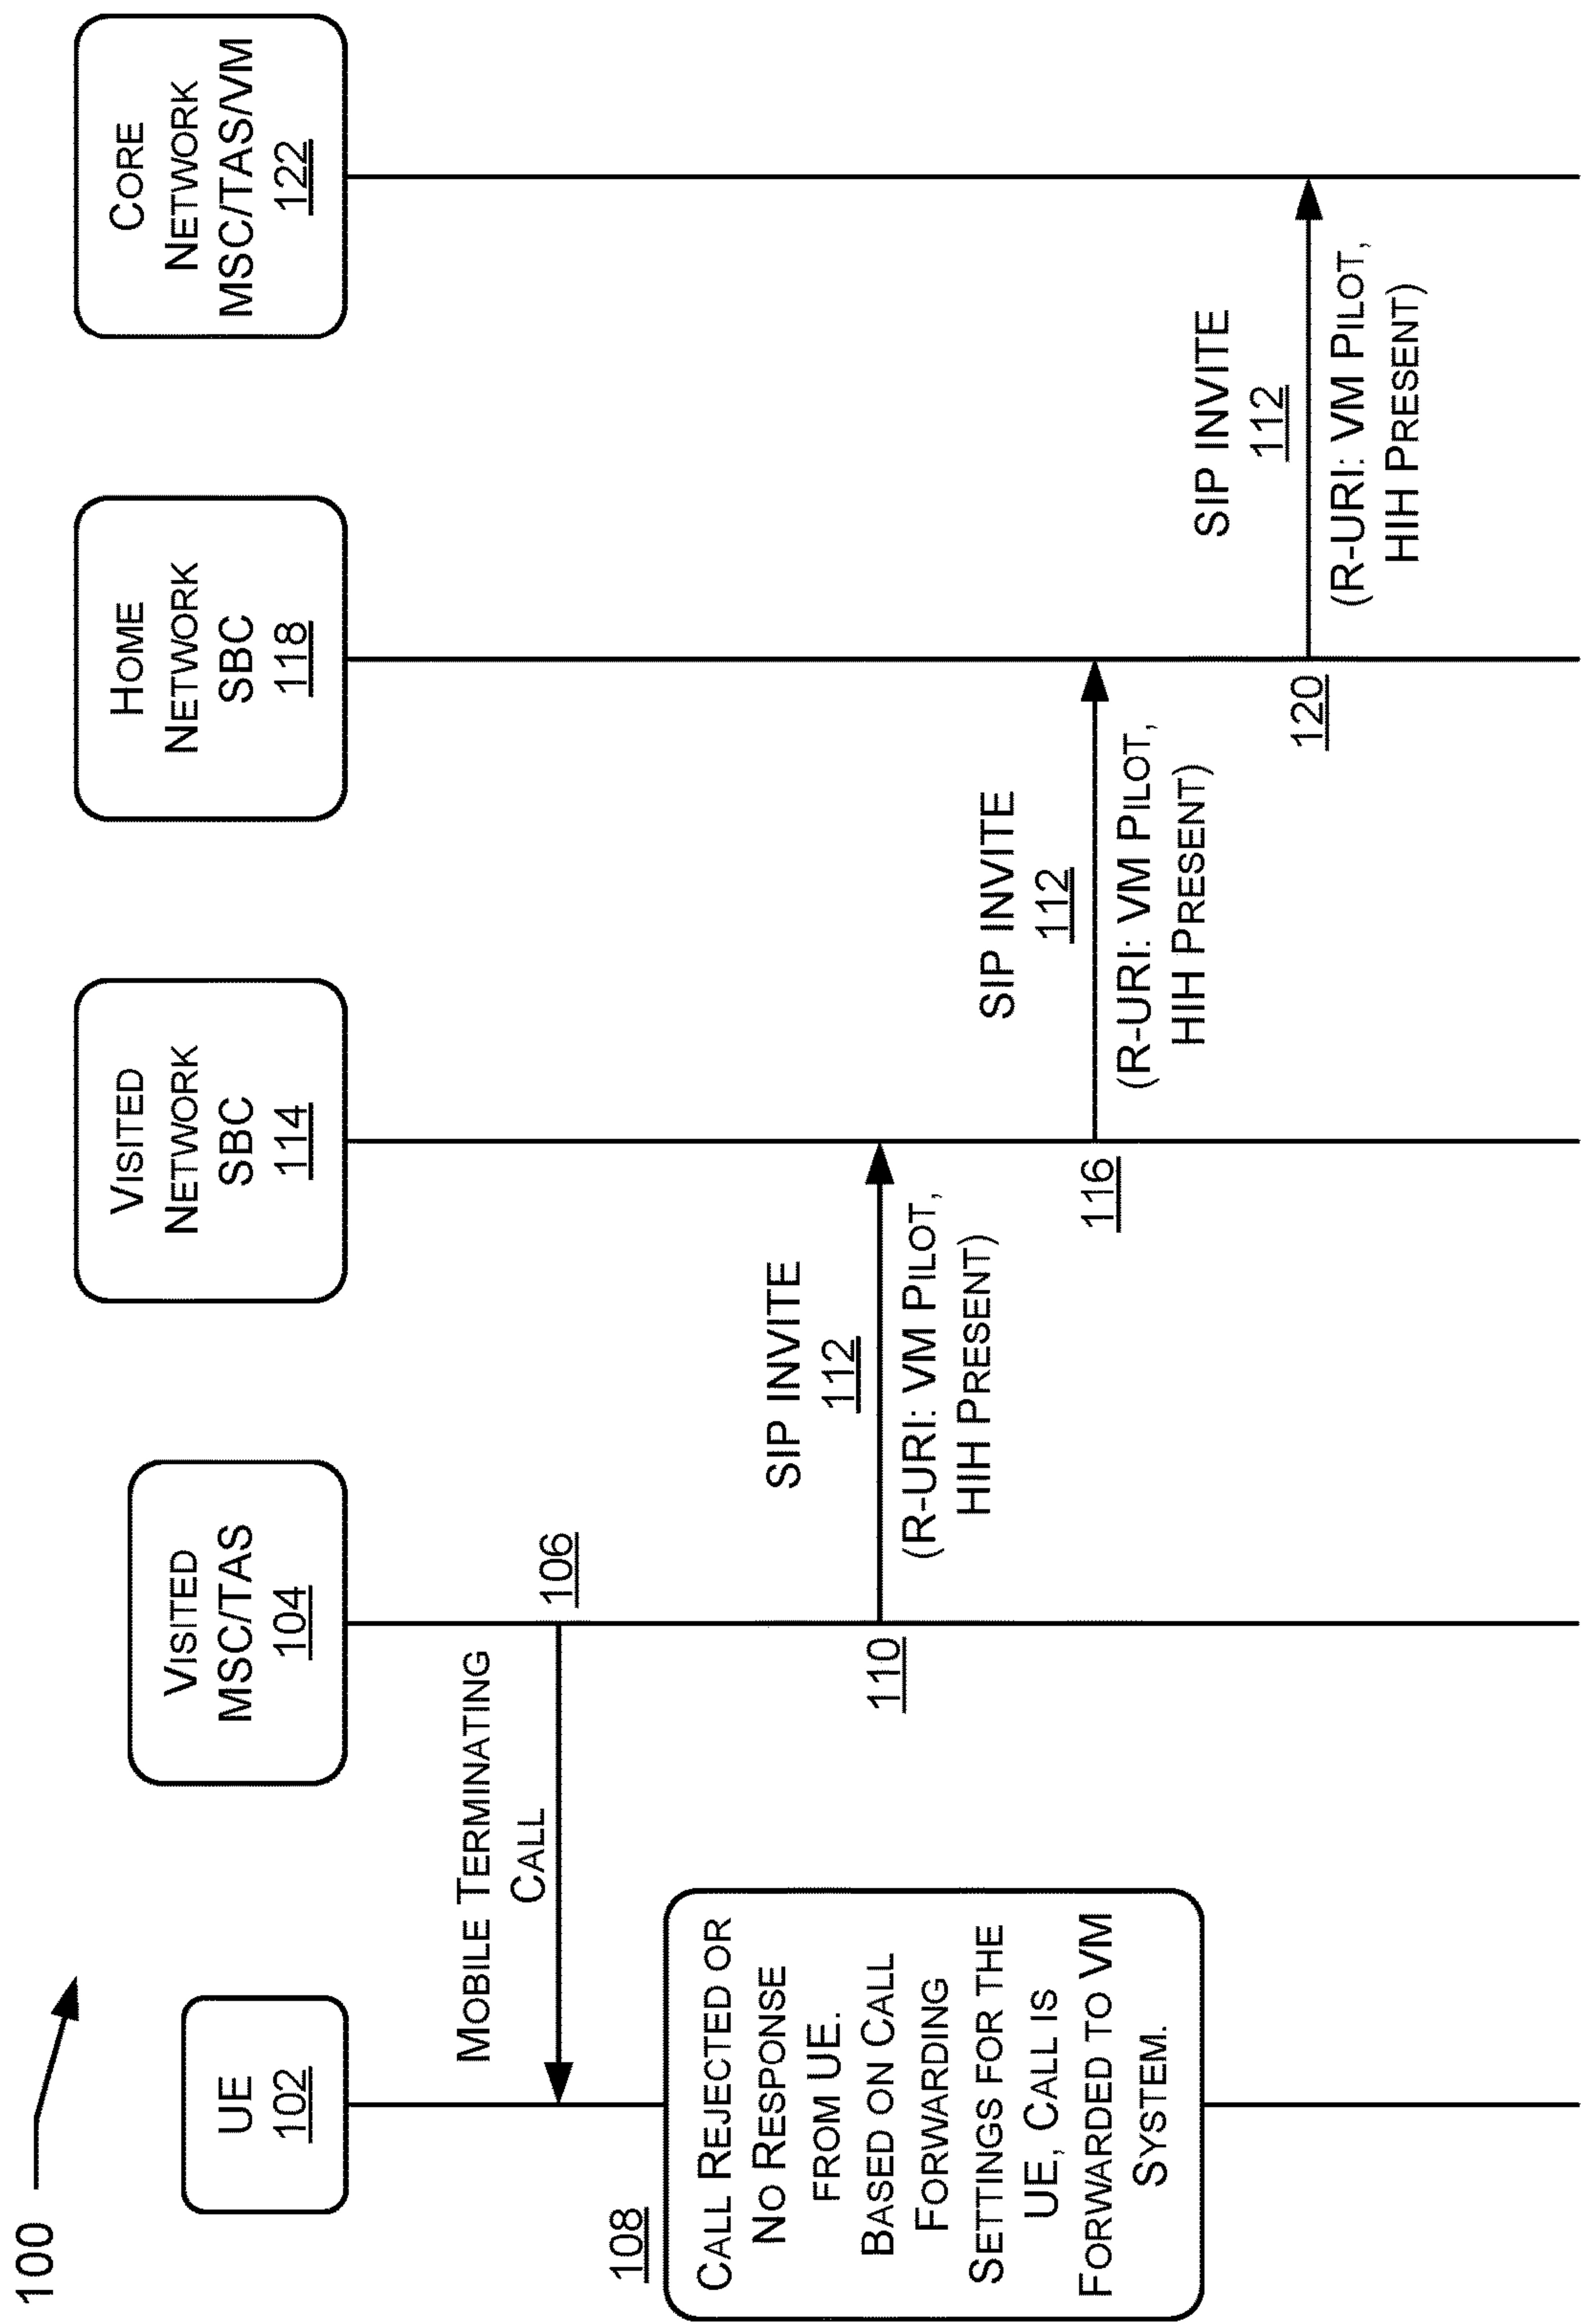 100
UE
102
VISITED
MSC/TAS
104
VISITED
NETWORK
SBC
114
HOME
NETWORK
SBC
118
CORE
NETWORK
MSC/TAS/VM
122
MOBILE TERMINATING
CALL
106
108
CALL REJECTED OR
NO RESPONSE
FROM UE.
BASED ON CALL
FORWARDING
SETTINGS FOR THE
UE, CALL IS
FORWARDED TO VM
SYSTEM.
SIP INVITE
112
110
(R-URI: VM PILOT,
HIH PRESENT)
SIP INVITE
112
116
(R-URI: VM PILOT,
HIH PRESENT)
SIP INVITE
112
120
(R-URI: VM PILOT,
HIH PRESENT)